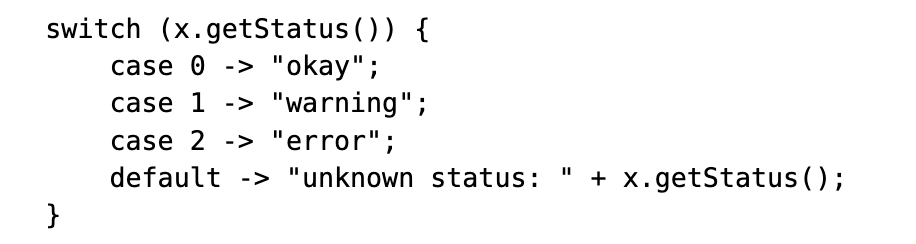 switch (x.getStatus()) {
    case 0 -> "okay";
    case 1 -> "warning";
    case 2 -> "error";
    default -> "unknown status: " + x.getStatus();
}